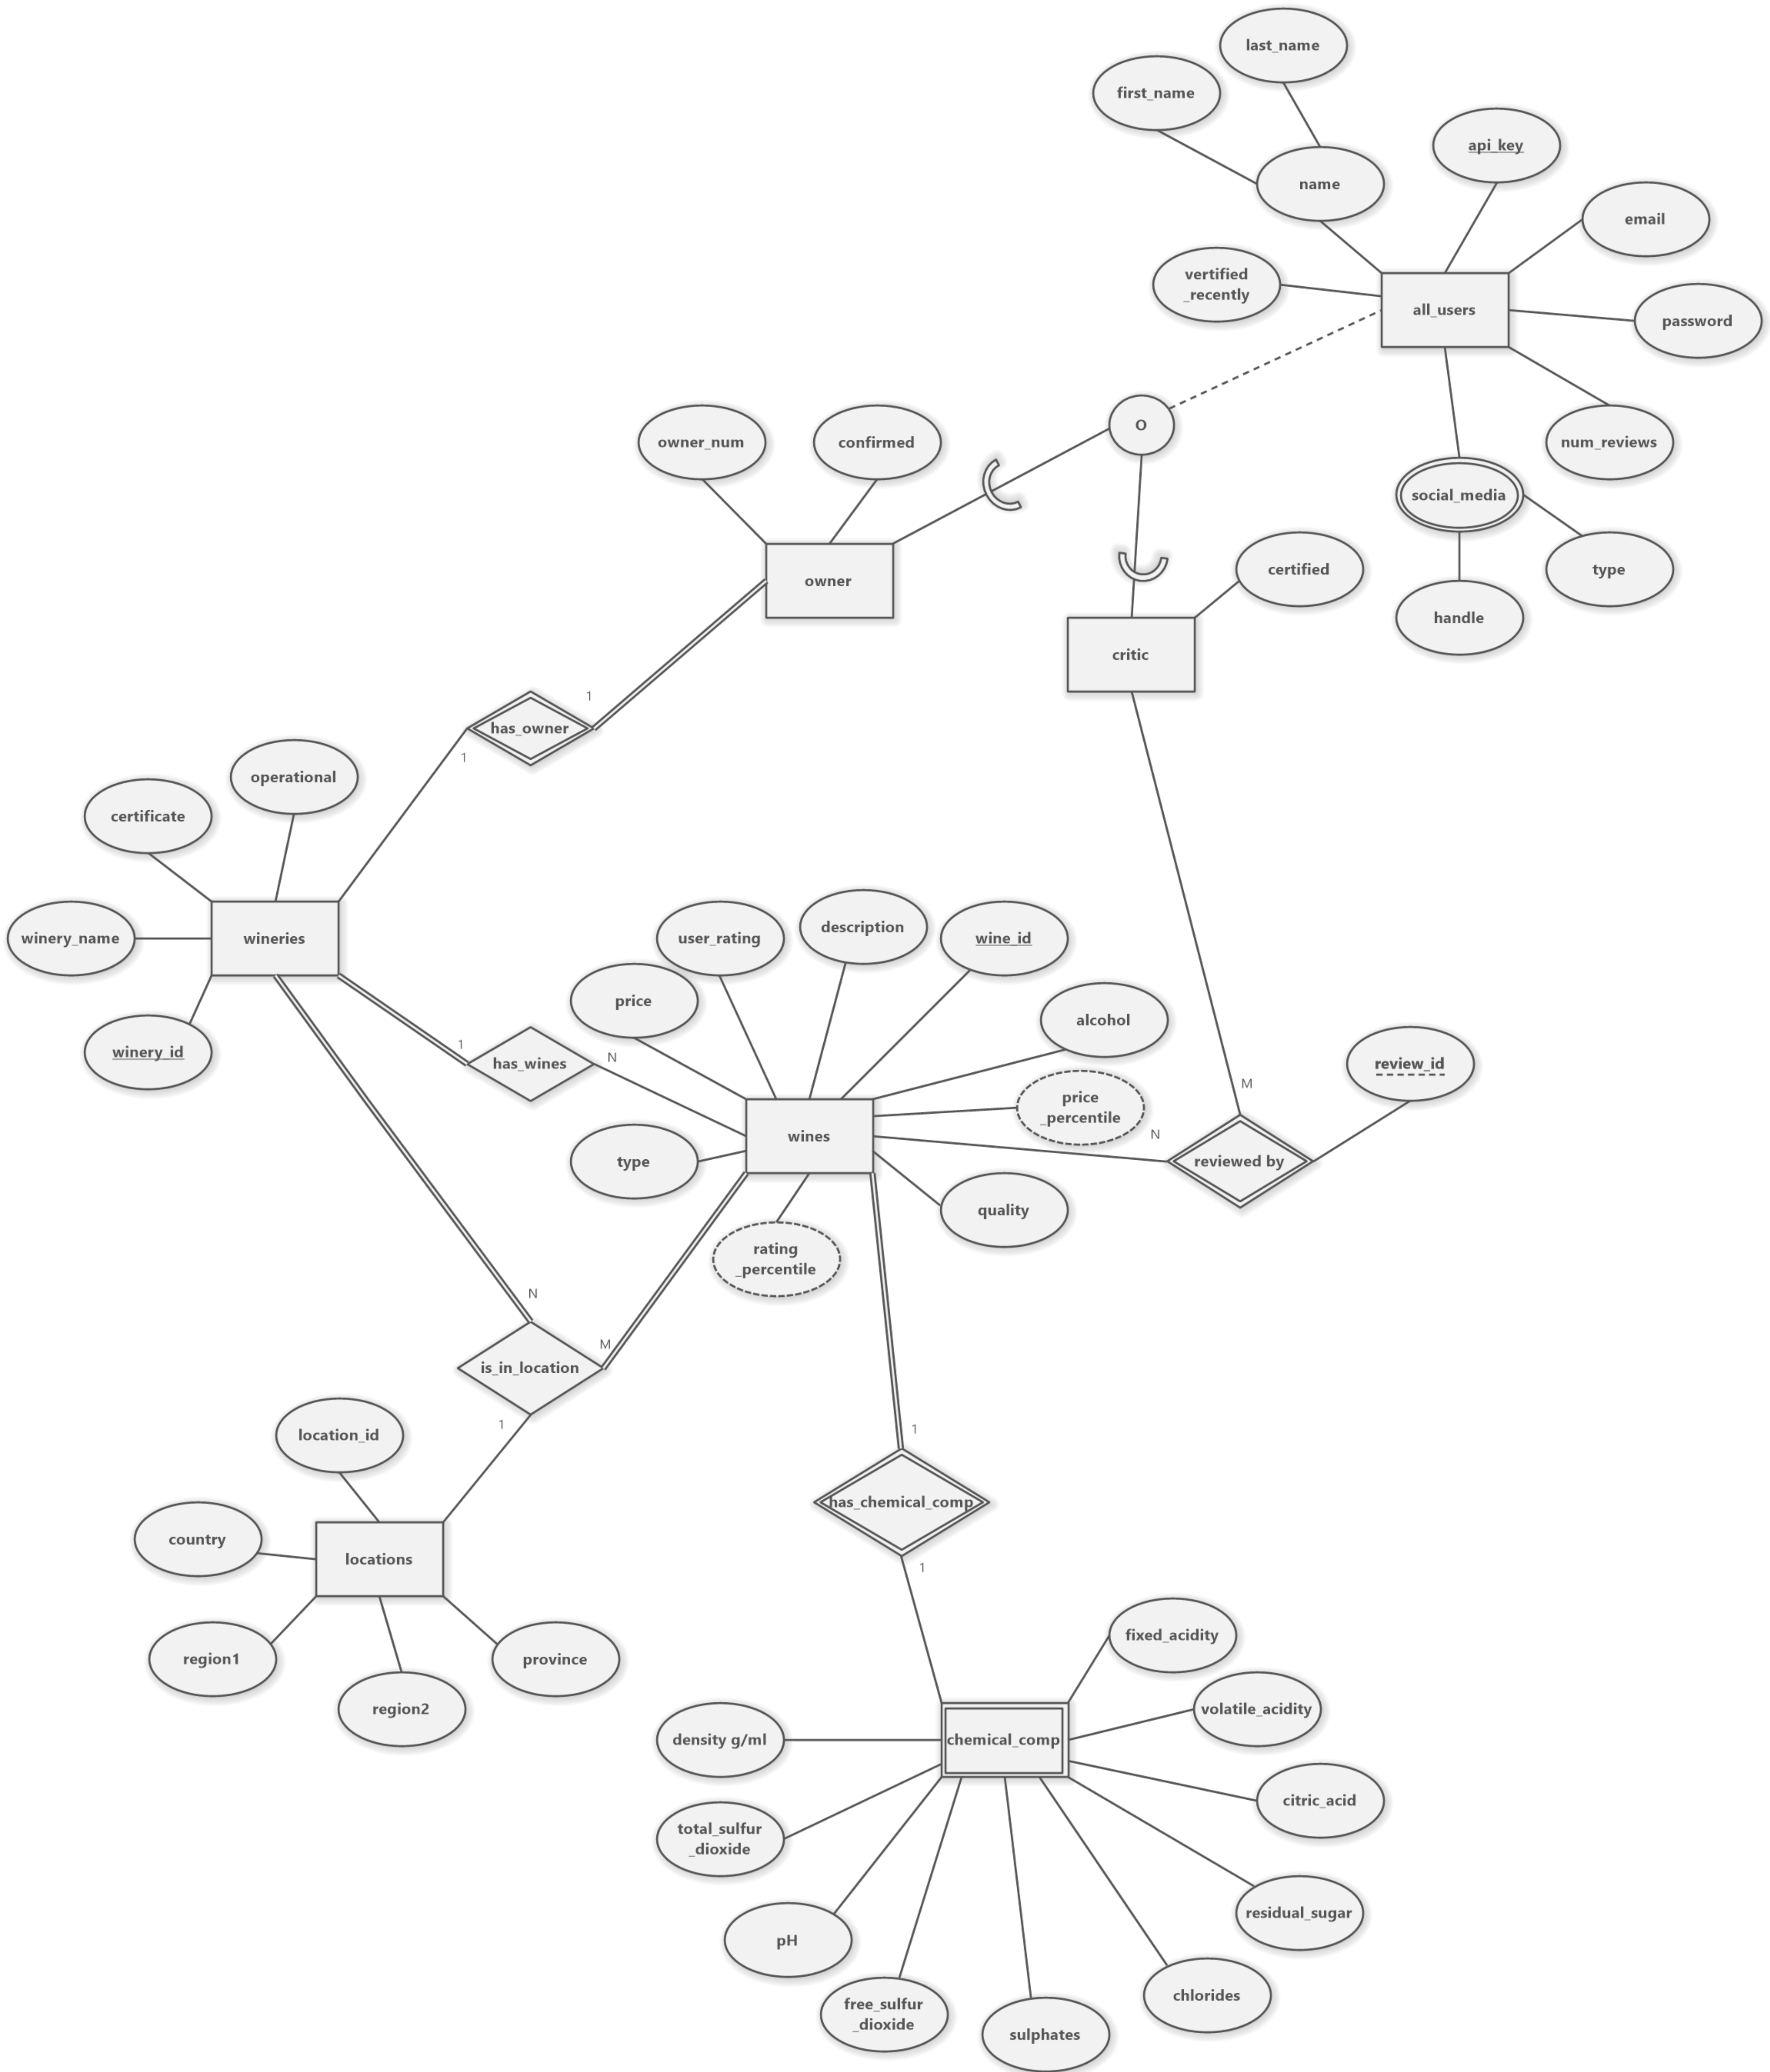 last_name
first_name
api_key
name
email
vertified
_recently
all_users
password
O
owner_num
confirmed
num_reviews
social_media
certified
type
handle
owner
critic
1
has_owner
1
operational
certificate
winery_name
wineries
user_rating
description
wine_id
price
alcohol
winery_id
1
has_wines
N
review_id
M
price
_percentile
N
wines
type
reviewed by
quality
rating
_percentile
N
M
is_in_location
1
location_id
1
country
locations
has_chemical_comp
1
region1
province
region2
fixed_acidity
volatile_acidity
density g/ml
chemical_comp
citric_acid
total_sulfur
_dioxide
residual_sugar
pH
chlorides
free_sulfur
_dioxide
sulphates